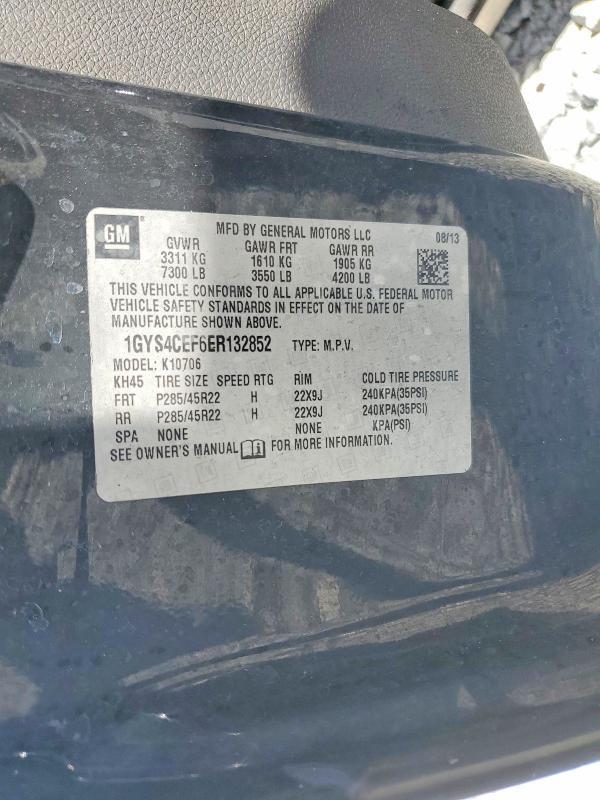 GM
MFD BY GENERAL MOTORS LLC 08/13
GVWR GAWR FRT GAWR RR
3311 KG 1610 KG 1905 KG
7300 LB 3550 LB 4200 LB
THIS VEHICLE CONFORMS TO ALL APPLICABLE U.S. FEDERAL MOTOR
VEHICLE SAFETY STANDARDS IN EFFECT ON THE DATE OF
MANUFACTURE SHOWN ABOVE.
1GYS4CEF6ER132852 TYPE: M.P.V.
MODEL: K10706
KH45 TIRE SIZE SPEED RTG RIM COLD TIRE PRESSURE
FRT P285/45R22 H 22X9J 240KPA(35PSI)
RR P285/45R22 H 22X9J 240KPA(35PSI)
SPA NONE NONE KPA(PSI)
SEE OWNER'S MANUAL FOR MORE INFORMATION.